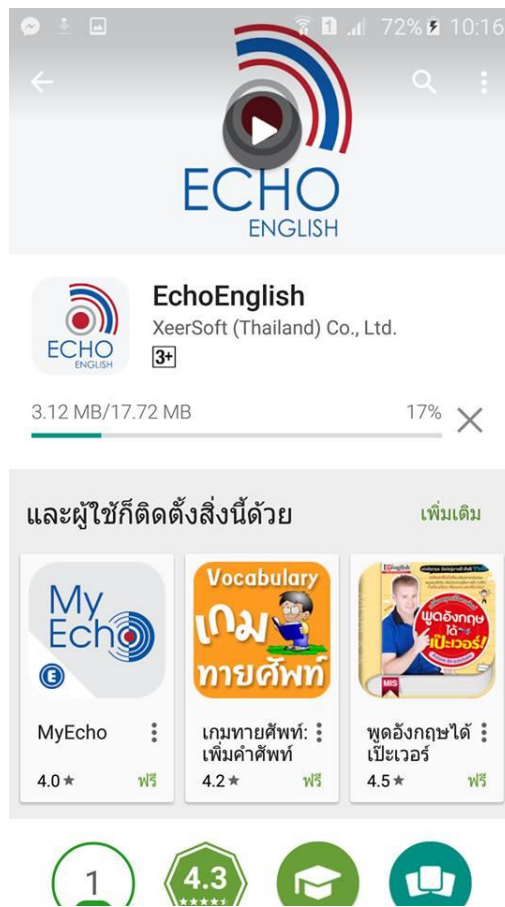 1
72%
10:16
ECHO
ENGLISH
ECHO
ENGLISH
EchoEnglish
XeerSoft (Thailand) Co., Ltd.
3+
3.12 MB/17.72 MB
17%
และผู้ใช้ก็ติดตั้งสิ่งนี้ด้วย
เพิ่มเติม
My
Echo
E
MyEcho
4.0★
ฟรี
Vocabulary
เกม
ทายศัพท์
เกมทายศัพท์:
เพิ่มคำศัพท์
4.2★
ฟรี
English
พูดอังกฤษ
ได้
เป๊ะเวอร์!
MIS
พูดอังกฤษได้
เป๊ะเวอร์
4.5★
ฟรี
1
4.3